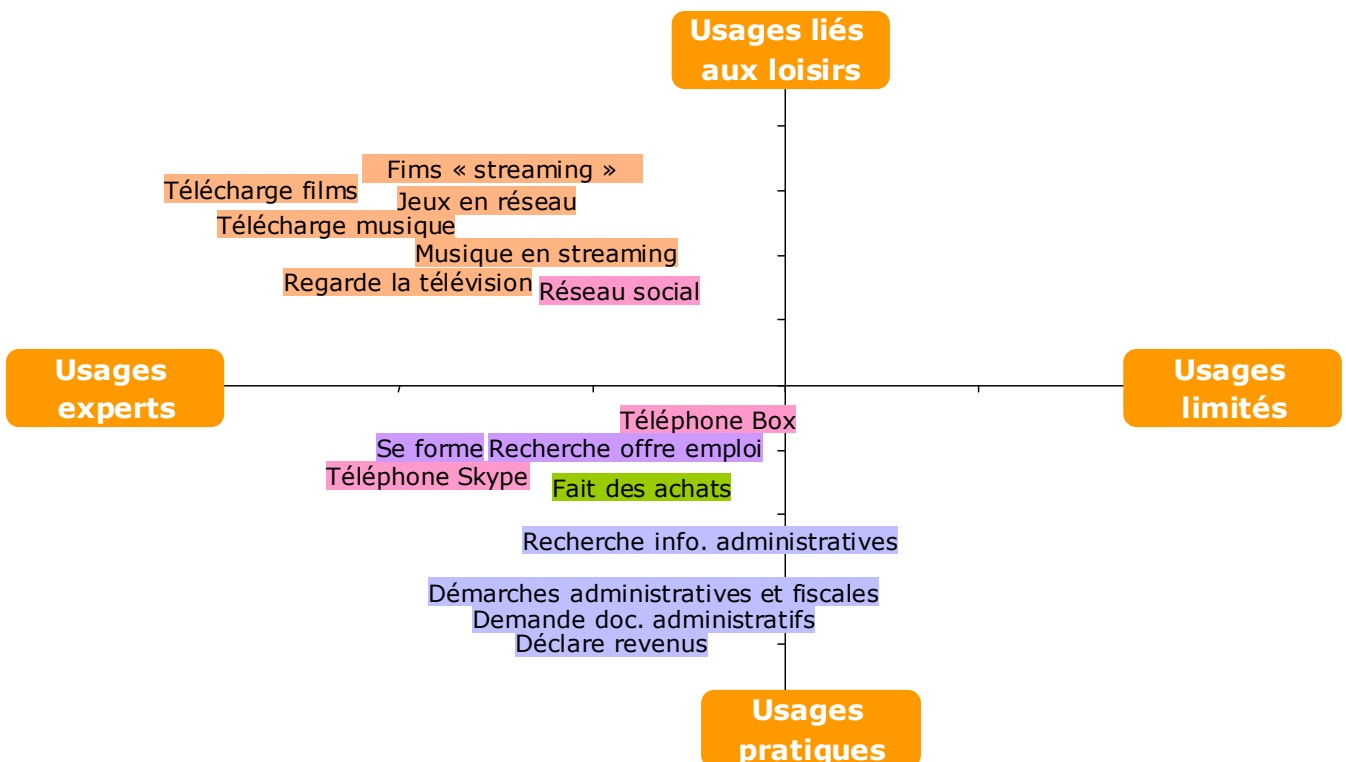 Usages liés
aux loisirs
Fims « streaming »
Télécharge films
Jeux en réseau
Télécharge musique
Musique en streaming
Regarde la télévision
Réseau social
Usages
experts
Usages
limités
Téléphone Box
Se forme
Recherche offre emploi
Téléphone Skype
Fait des achats
Recherche info. administratives
Démarches administratives et fiscales
Demande doc. administratifs
Déclare revenus
Usages
pratiques